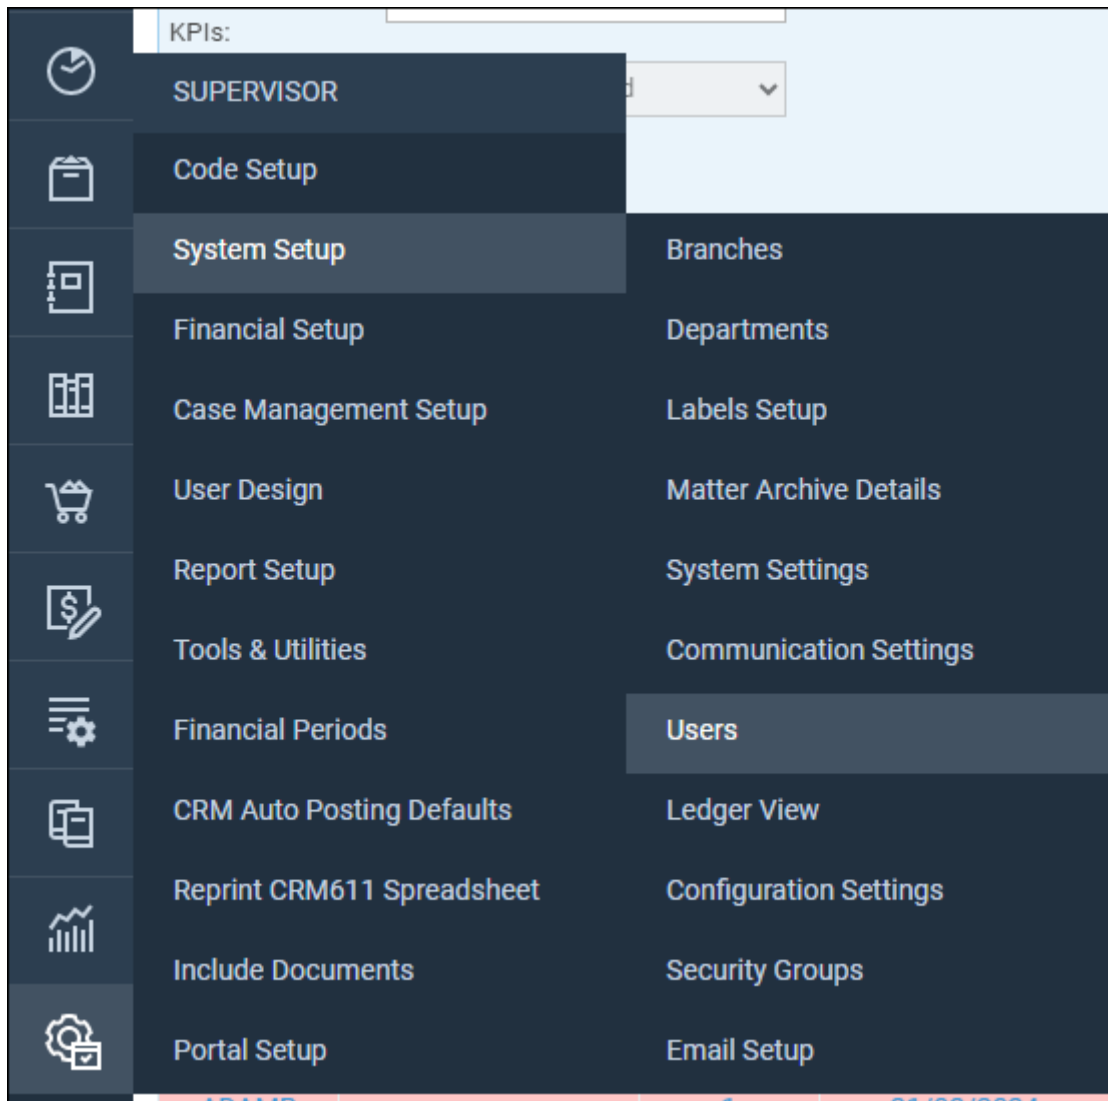 KPIs:
SUPERVISOR
Code Setup
System Setup
Financial Setup
Case Management Setup
User Design
Report Setup
Tools & Utilities
Financial Periods
CRM Auto Posting Defaults
Reprint CRM611 Spreadsheet
Include Documents
Portal Setup
Branches
Departments
Labels Setup
Matter Archive Details
System Settings
Communication Settings
Users
Ledger View
Configuration Settings
Security Groups
Email Setup